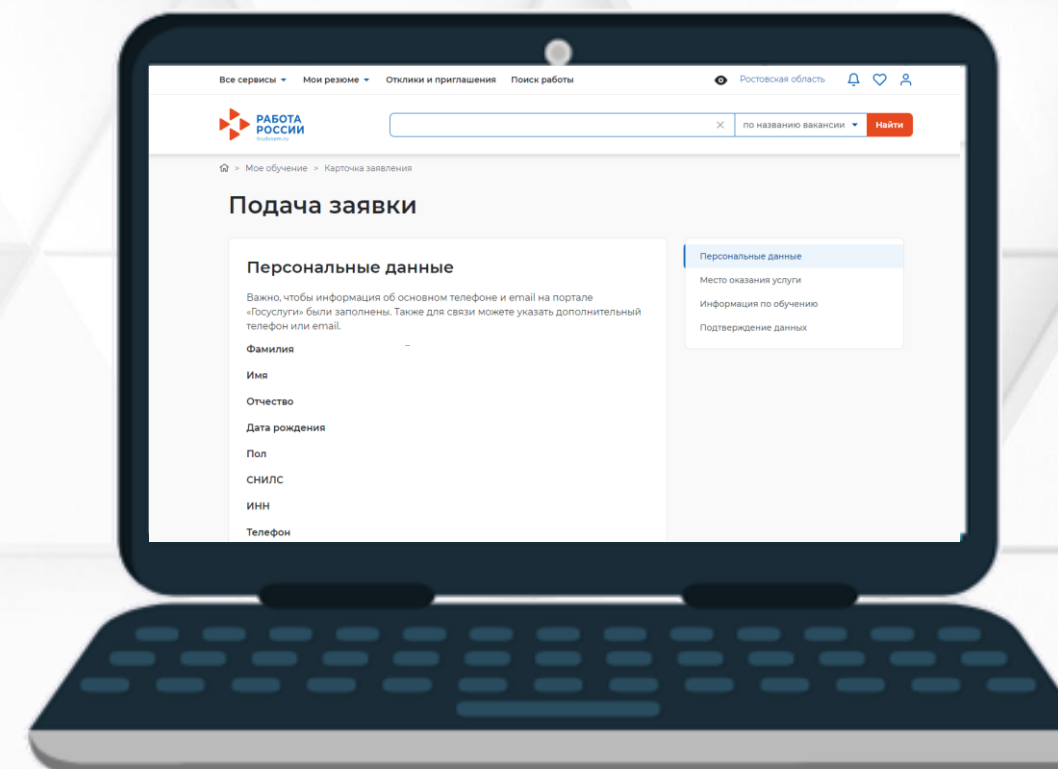 Все сервисы Мои резюме Отклики и приглашения Поиск работы Ростовская область
РАБОТА
РОССИИ
trudvsem.ru
по названию вакансии Найти
> Мое обучение > Карточка заявления
Подача заявки
Персональные данные
Важно, чтобы информация об основном телефоне и email на портале
«Госуслуги» были заполнены. Также для связи можете указать дополнительный
телефон или email.
Фамилия
Имя
Отчество
Дата рождения
Пол
СНИЛС
ИНН
Телефон
Персональные данные
Место оказания услуги
Информация по обучению
Подтверждение данных